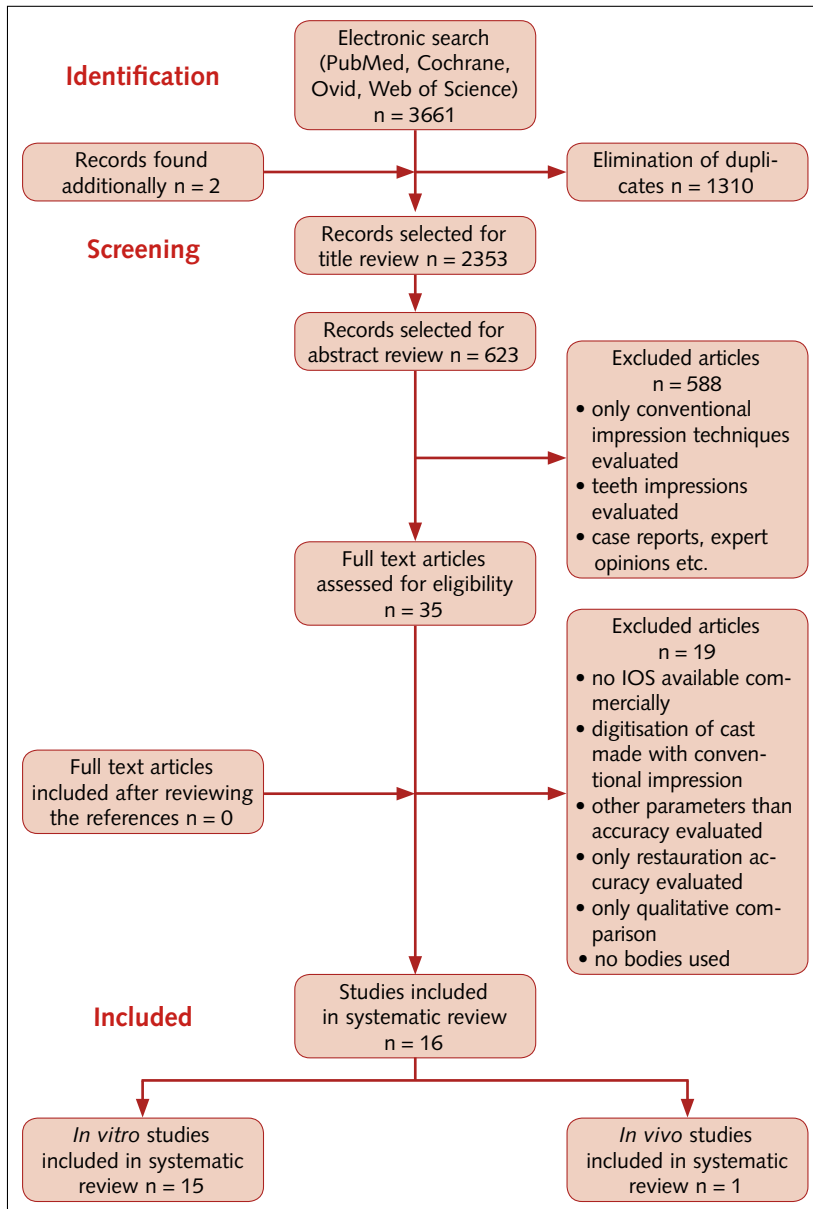 Identification
Electronic search
(PubMed, Cochrane,
Ovid, Web of Science)
n = 3661
Records found
additionally n = 2
Elimination of dupli-
cates n = 1310
Screening
Records selected for
title review n = 2353
Records selected for
abstract review n = 623
Excluded articles
n = 588
• only conventional
impression techniques
evaluated
• teeth impressions
evaluated
• case reports, expert
opinions etc.
Full text articles
assessed for eligibility
n = 35
Excluded articles
n = 19
• no IOS available com-
mercially
• digitisation of cast
made with conven-
tional impression
• other parameters than
accuracy evaluated
• only restauration ac-
curacy evaluated
• only qualitative com-
parison
• no bodies used
Full text articles
included after reviewing
the references n = 0
Included
Studies included
in systematic review
n = 16
In vitro studies
included in systematic
review n = 15
In vivo studies
included in systematic
review n = 1